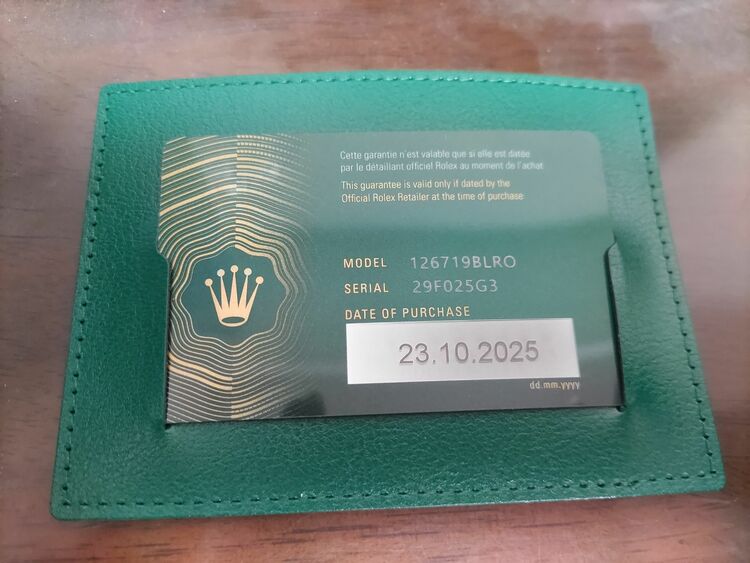 Cette garantie n'est valable que si elle est datée
par le détaillant officiel Rolex au moment de l'achat
This guarantee is valid only if dated by the
Official Rolex Retailer at the time of purchase
MODEL 126719BLRO
SERIAL 29F025G3
DATE OF PURCHASE
23.10.2025
dd.mm.yyyy